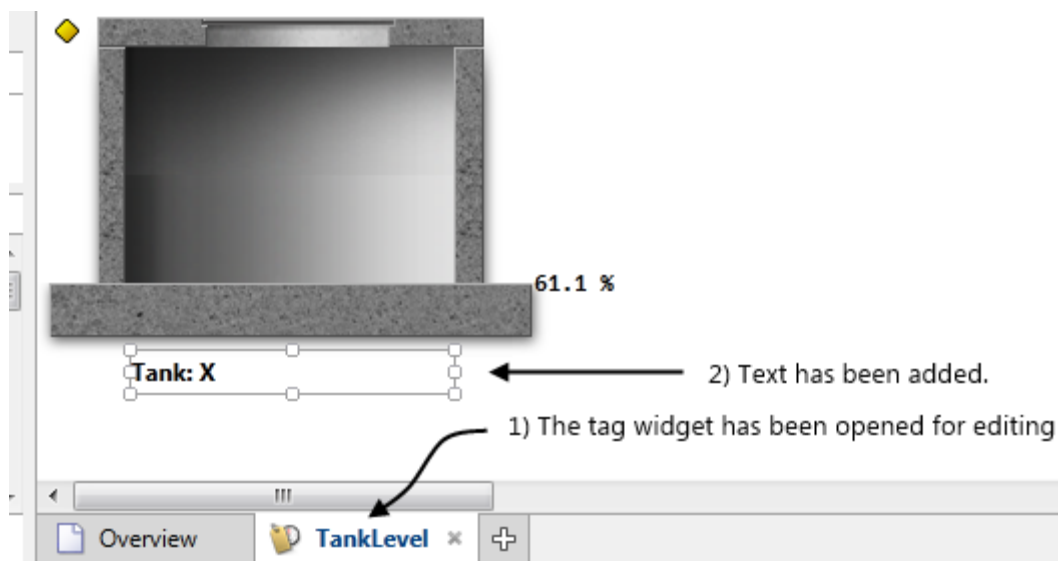 61.1 %
Tank: X
2) Text has been added.
1) The tag widget has been opened for editing
Overview
TankLevel